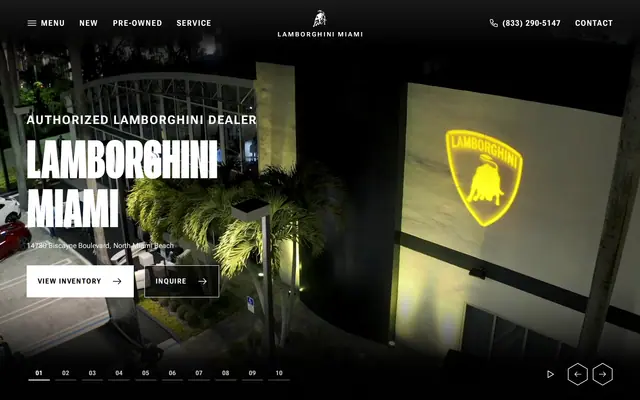 MENU NEW PRE-OWNED SERVICE
LAMBORGHINI MIAMI
(833) 290-5147 CONTACT
AUTHORIZED LAMBORGHINI DEALER
LAMBORGHINI
MIAMI
14780 Biscayne Boulevard, North Miami Beach
VIEW INVENTORY
INQUIRE
LAMBORGHINI
01 02 03 04 05 06 07 08 09 10